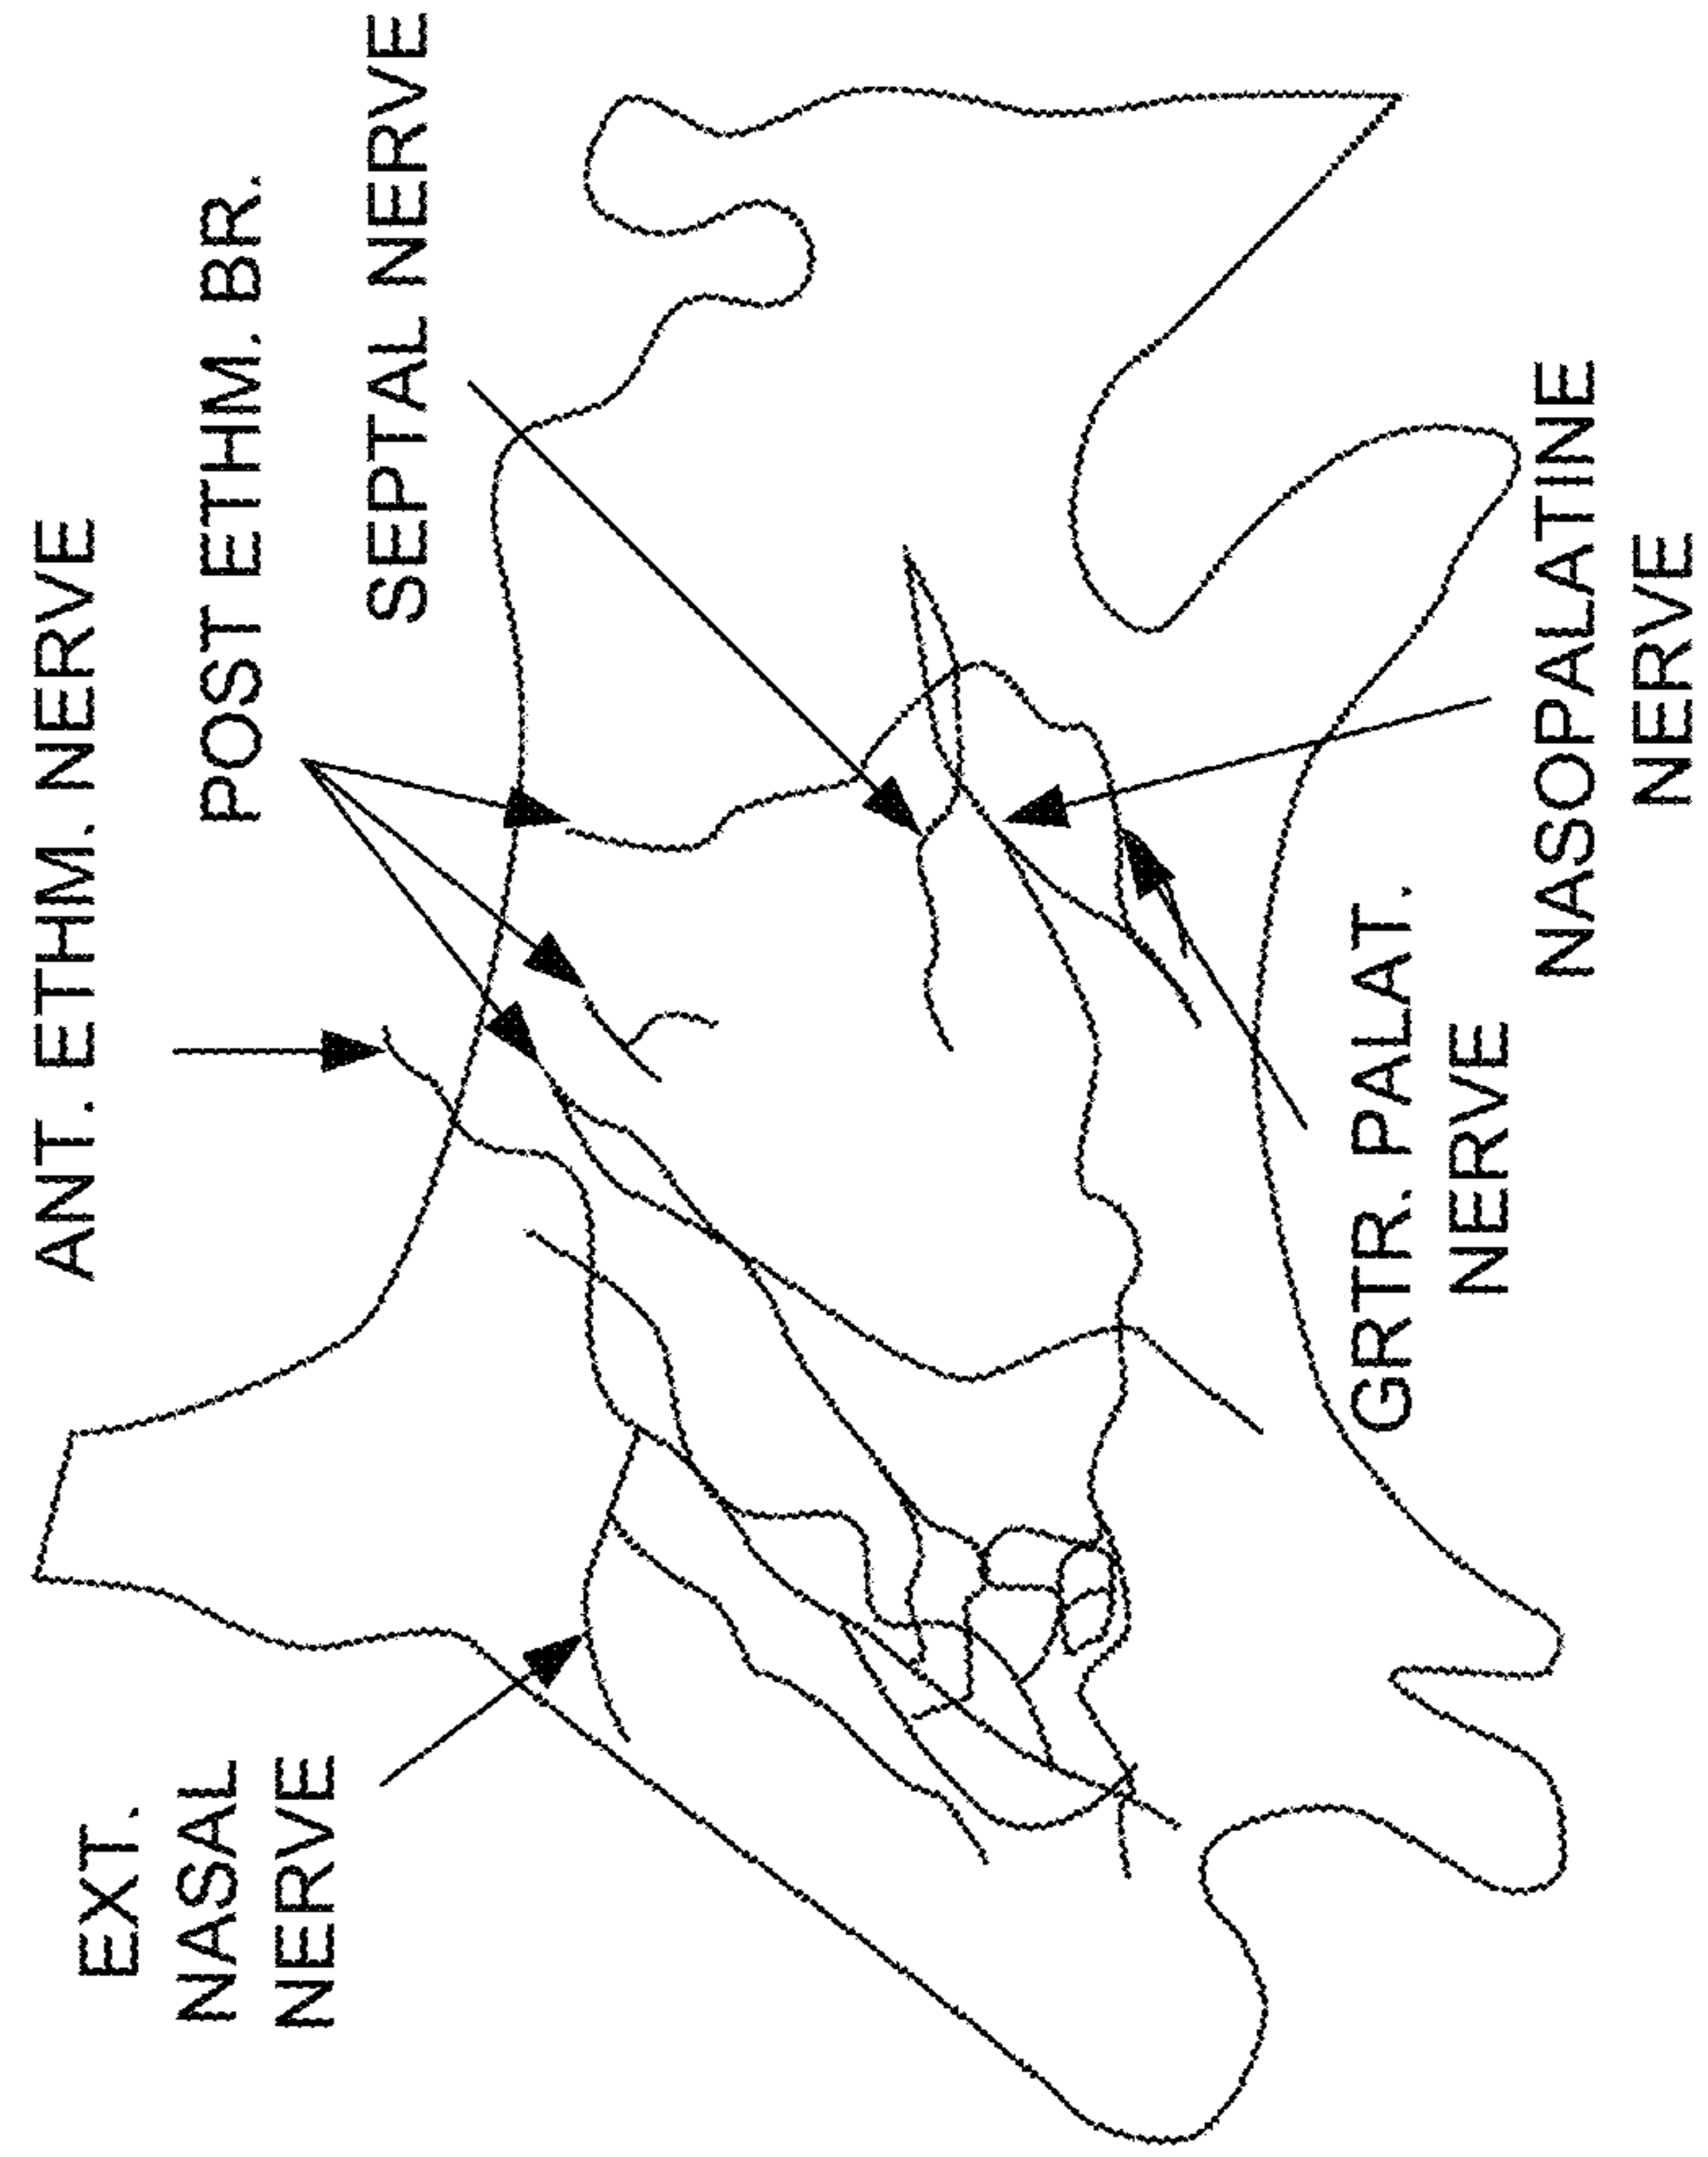 EXT.
NASAL
NERVE
ANT. ETHM. NERVE
POST ETHM. BR.
SEPTAL NERVE
GRTR. PALAT.
NERVE
NASOPALATINE
NERVE